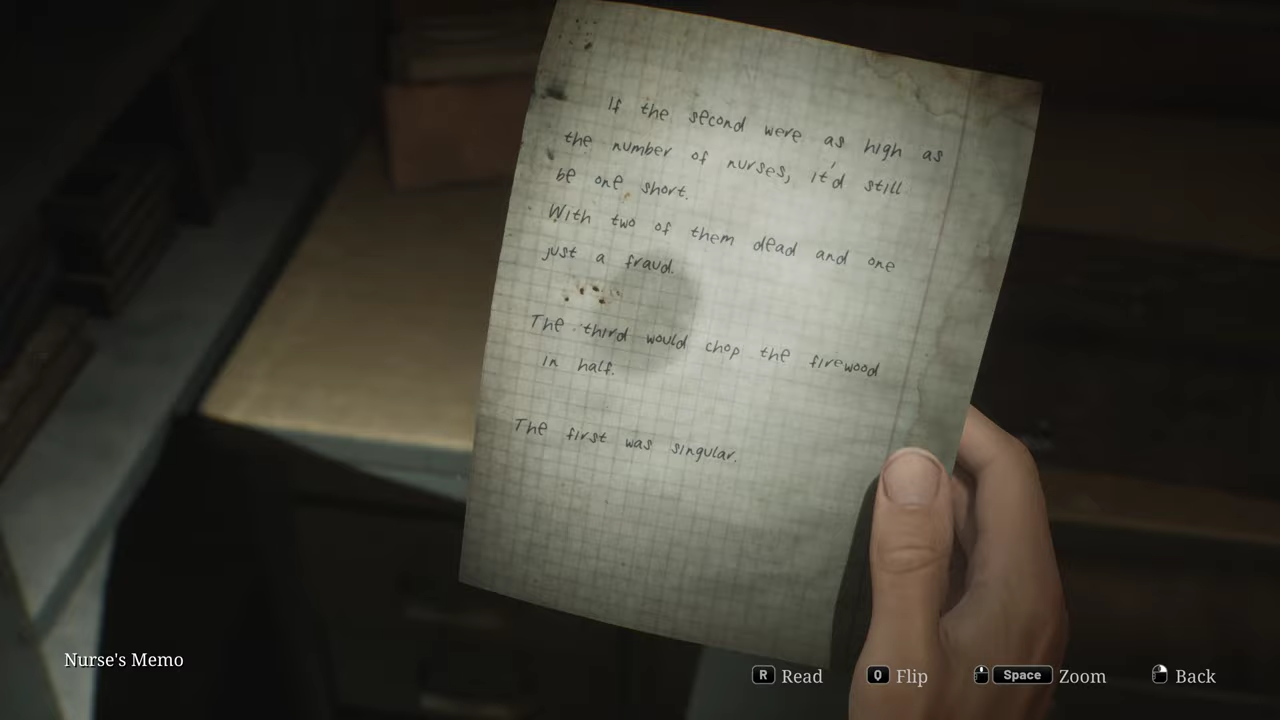 If the second were as high as
the number of nurses, it'd still
be one short.
With two of them dead and one
just a fraud.
The third would chop the firewood
in half.
The first was singular.
Nurse's Memo
R Read
Q Flip
Space Zoom
Back